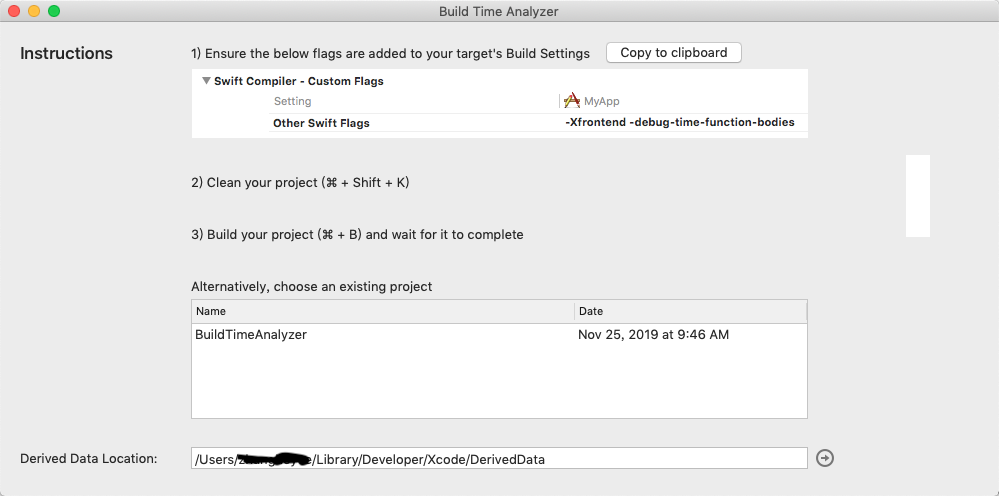 Build Time Analyzer
Instructions
1) Ensure the below flags are added to your target's Build Settings
Copy to clipboard
Swift Compiler - Custom Flags
Setting MyApp
Other Swift Flags -Xfrontend -debug-time-function-bodies
2) Clean your project (⌘ + Shift + K)
3) Build your project (⌘ + B) and wait for it to complete
Alternatively, choose an existing project
Name Date
BuildTimeAnalyzer Nov 25, 2019 at 9:46 AM
Derived Data Location: /Users/ /Library/Developer/Xcode/DerivedData